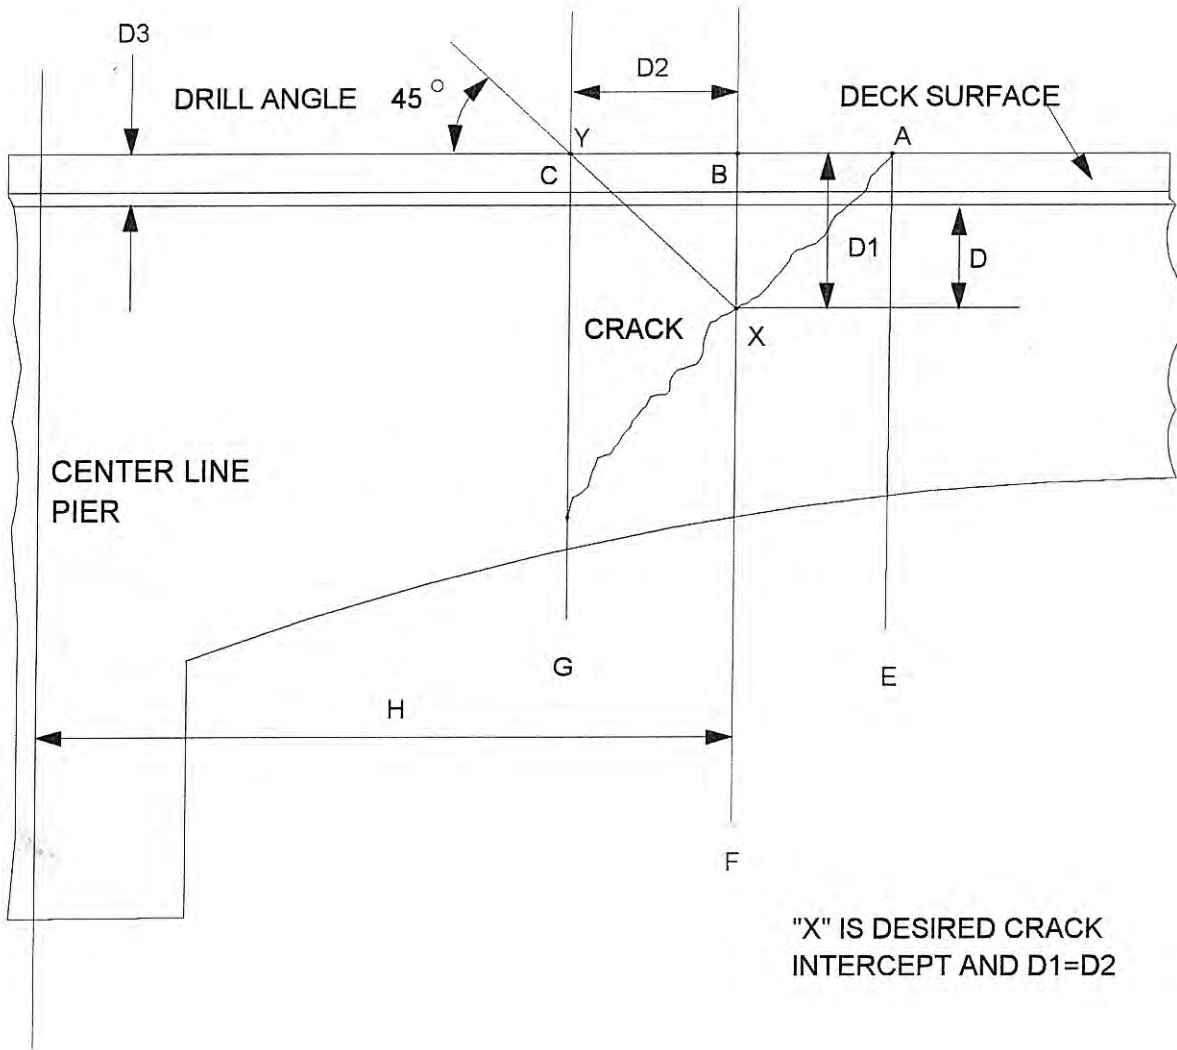 D3
D2
DRILL ANGLE 45°
DECK SURFACE
Y
A
C
B
D1
D
CRACK
X
CENTER LINE
PIER
G
E
H
F
"X" IS DESIRED CRACK
INTERCEPT AND D1=D2